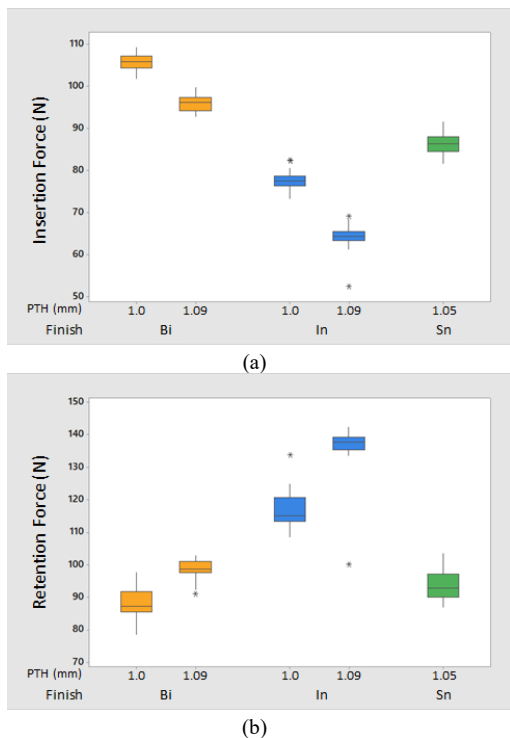 Insertion Force (N)
110
100
90
80
70
60
50
PTH (mm) 1.0 1.09 1.0 1.09 1.05
Finish Bi In Sn
(a)
Retention Force (N)
150
140
130
120
110
100
90
80
70
PTH (mm) 1.0 1.09 1.0 1.09 1.05
Finish Bi In Sn
(b)